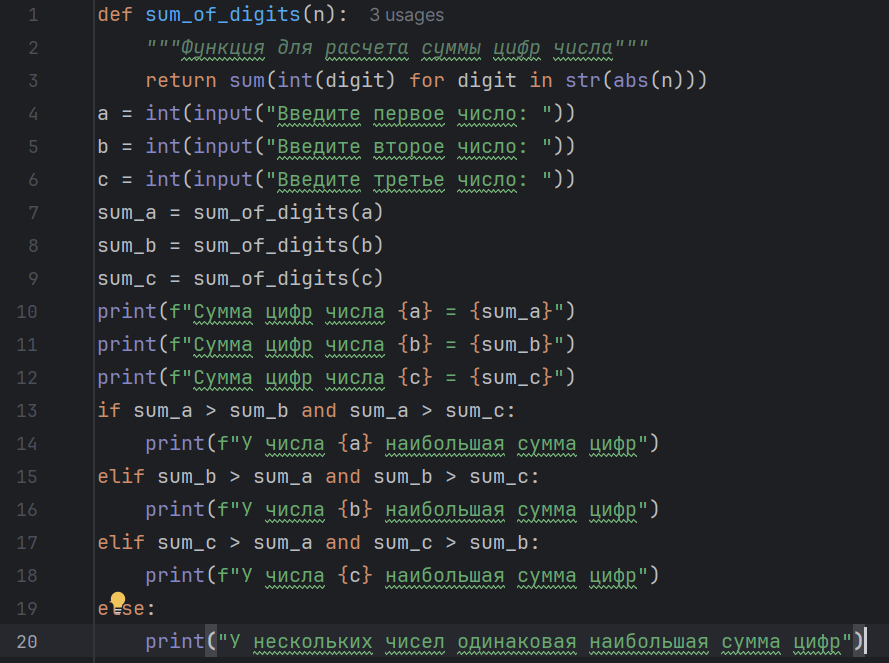 1 def sum_of_digits(n): 3 usages
2 """Функция для расчета суммы цифр числа"""
3 return sum(int(digit) for digit in str(abs(n)))
4 a = int(input("Введите первое число: "))
5 b = int(input("Введите второе число: "))
6 c = int(input("Введите третье число: "))
7 sum_a = sum_of_digits(a)
8 sum_b = sum_of_digits(b)
9 sum_c = sum_of_digits(c)
10 print(f"Сумма цифр числа {a} = {sum_a}")
11 print(f"Сумма цифр числа {b} = {sum_b}")
12 print(f"Сумма цифр числа {c} = {sum_c}")
13 if sum_a > sum_b and sum_a > sum_c:
14 print(f"У числа {a} наибольшая сумма цифр")
15 elif sum_b > sum_a and sum_b > sum_c:
16 print(f"У числа {b} наибольшая сумма цифр")
17 elif sum_c > sum_a and sum_c > sum_b:
18 print(f"У числа {c} наибольшая сумма цифр")
19 else:
20 print("У нескольких чисел одинаковая наибольшая сумма цифр")